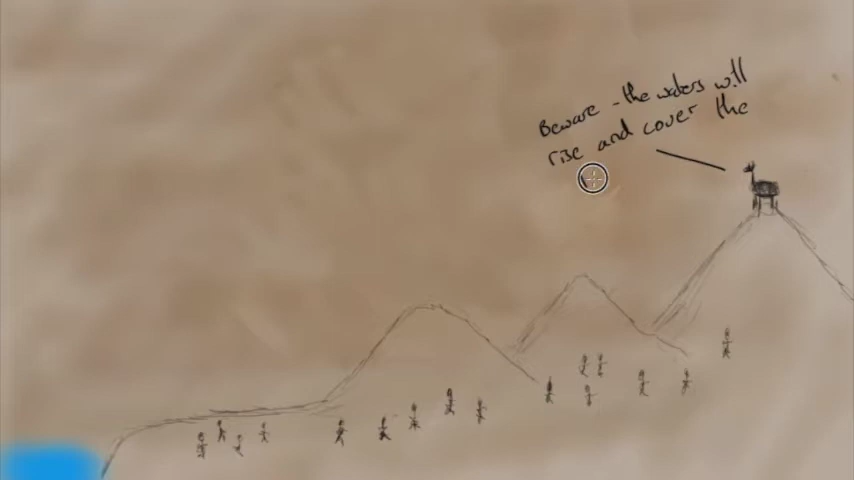 Beware - the waters will
rise and cover the